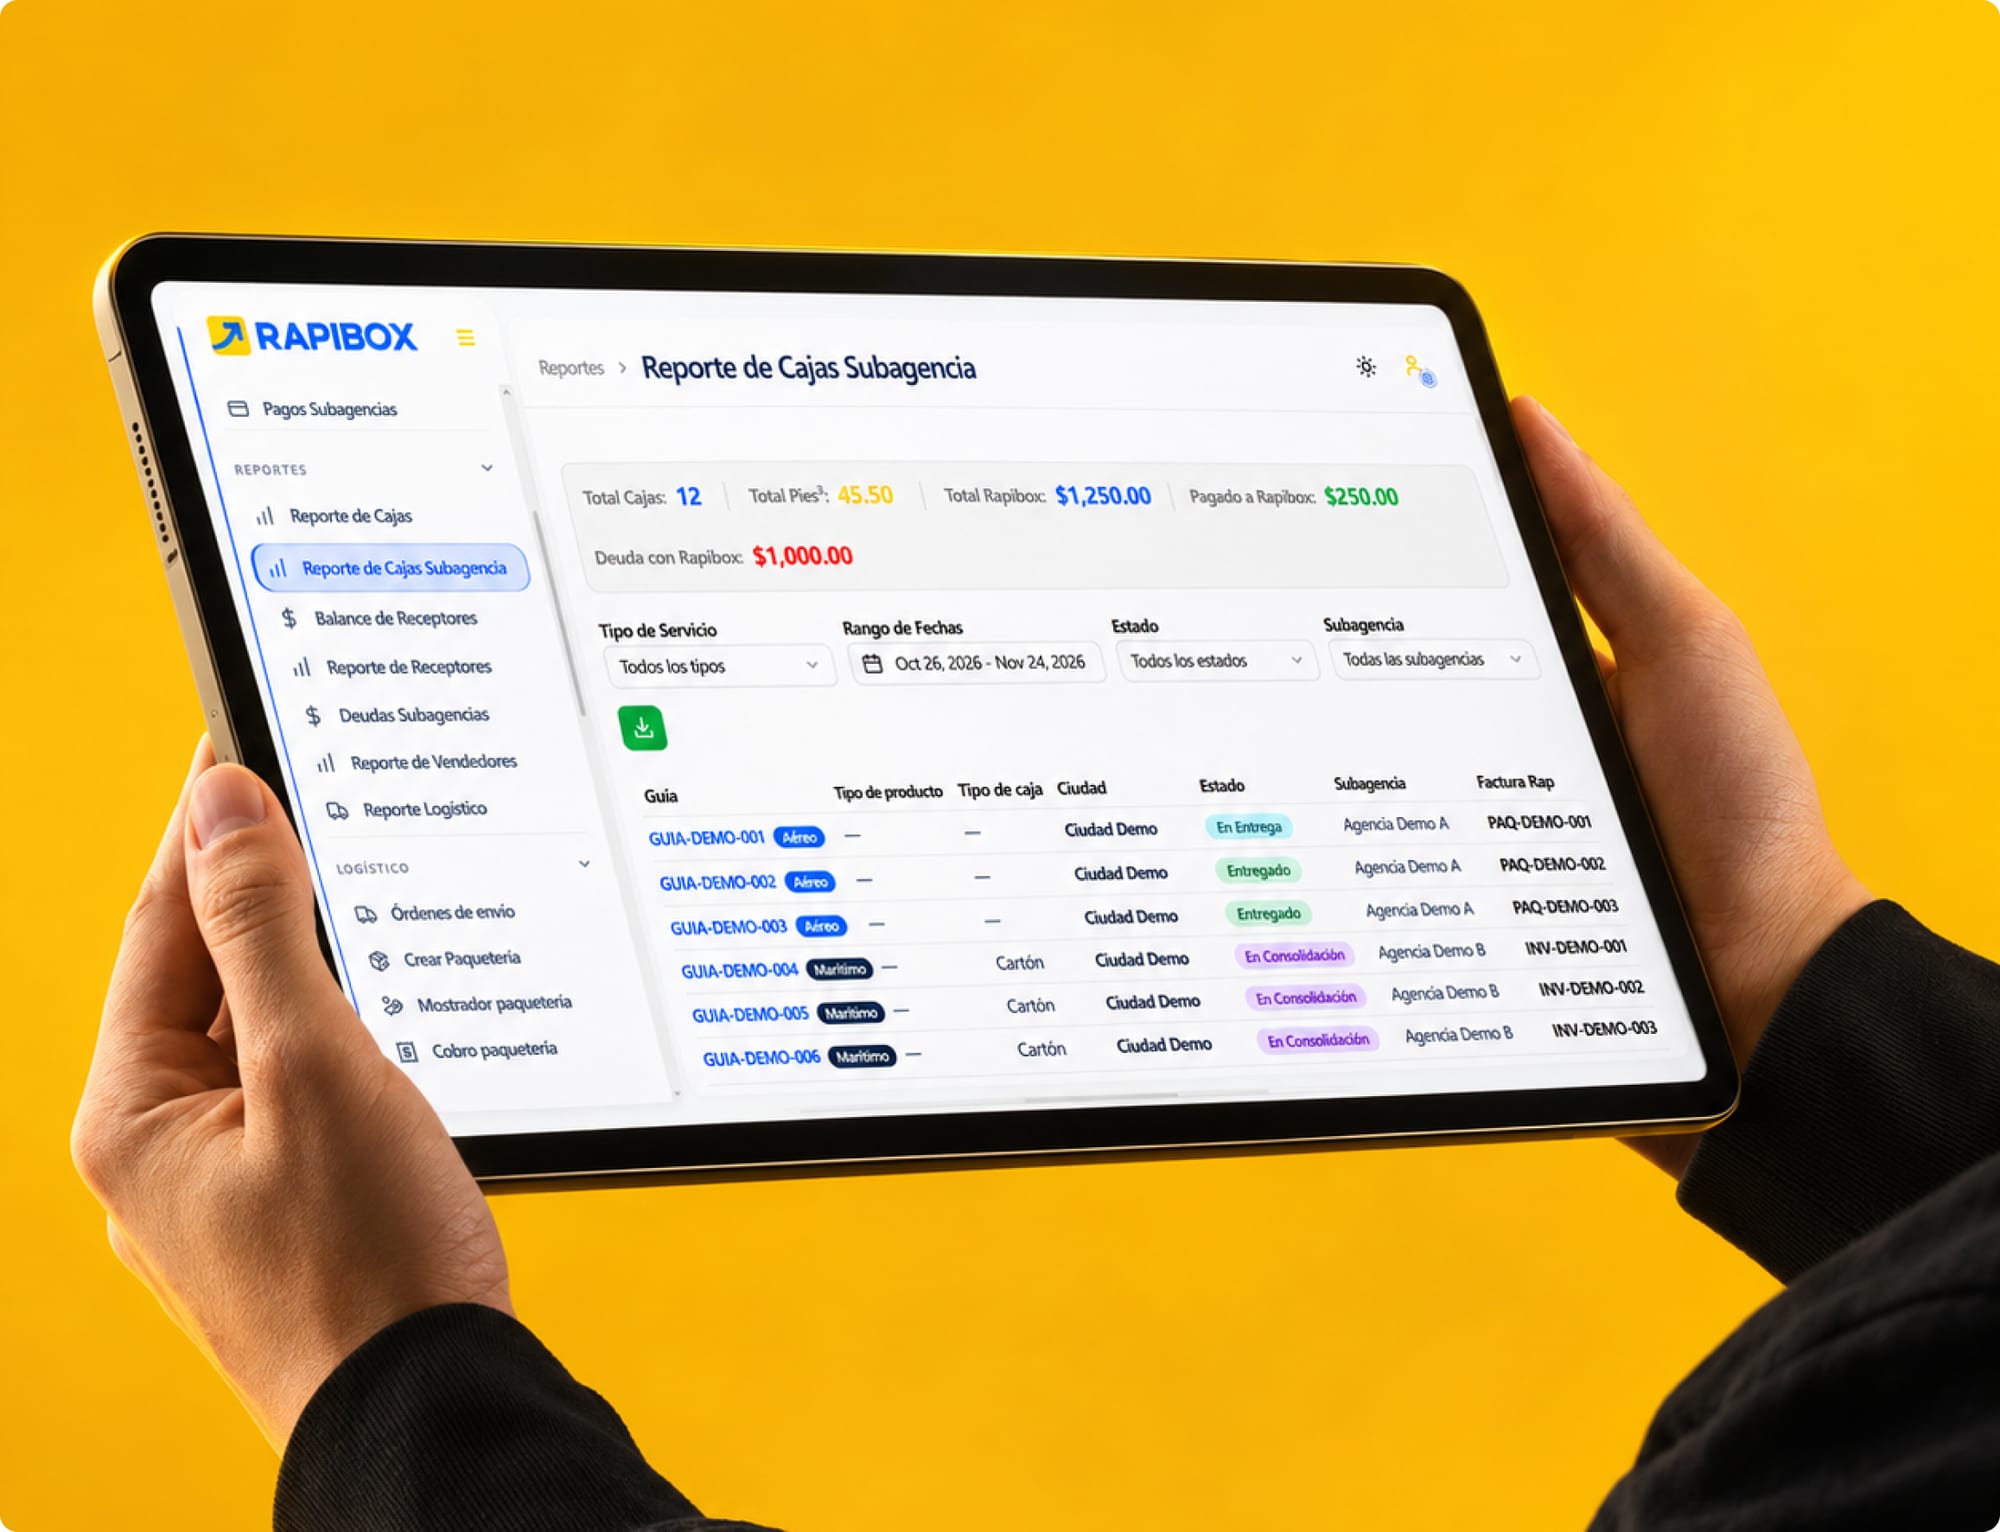 RAPIBOX
Pagos Subagencias
REPORTES
Reporte de Cajas
Reporte de Cajas Subagencia
Balance de Receptores
Reporte de Receptores
Deudas Subagencias
Reporte de Vendedores
Reporte Logístico
LOGÍSTICO
Órdenes de envío
Crear Paquetería
Mostrador paquetería
Cobro paquetería
Reportes > Reporte de Cajas Subagencia
Total Cajas: 12 Total Pies³: 45.50 Total Rapibox: $1,250.00 Pagado a Rapibox: $250.00
Deuda con Rapibox: $1,000.00
Tipo de Servicio Rango de Fechas Estado Subagencia
Todos los tipos Oct 26, 2026 - Nov 24, 2026 Todos los estados Todas las subagencias
Guía Tipo de producto Tipo de caja Ciudad Estado Subagencia Factura Rap
GUIA-DEMO-001 Aéreo — — Ciudad Demo En Entrega Agencia Demo A PAQ-DEMO-001
GUIA-DEMO-002 Aéreo — — Ciudad Demo Entregado Agencia Demo A PAQ-DEMO-002
GUIA-DEMO-003 Aéreo — — Ciudad Demo Entregado Agencia Demo A PAQ-DEMO-003
GUIA-DEMO-004 Marítimo — Cartón Ciudad Demo En Consolidación Agencia Demo B INV-DEMO-001
GUIA-DEMO-005 Marítimo — Cartón Ciudad Demo En Consolidación Agencia Demo B INV-DEMO-002
GUIA-DEMO-006 Marítimo — Cartón Ciudad Demo En Consolidación Agencia Demo B INV-DEMO-003